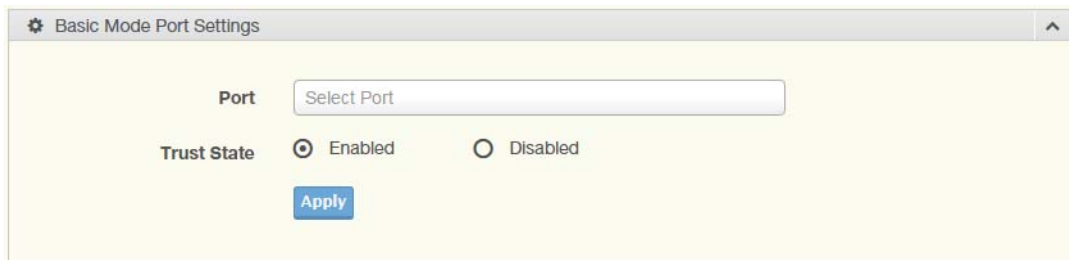 Basic Mode Port Settings
Port Select Port
Trust State Enabled Disabled
Apply